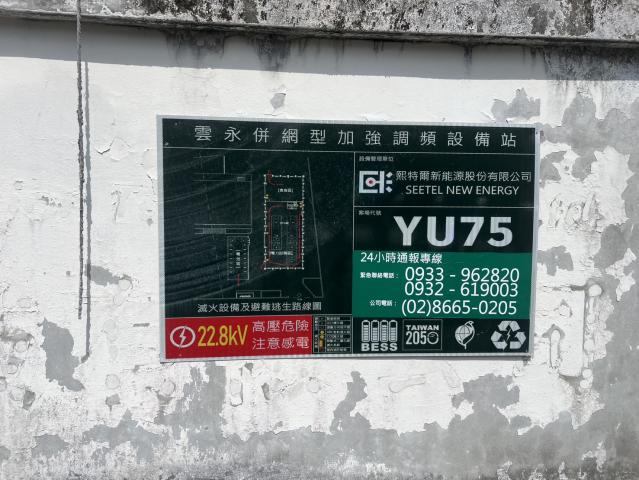 雲永併網型加強調頻設備站
設備管理單位
熙特爾新能源股份有限公司
SEETEL NEW ENERGY
案場代號
YU75
24小時通報專線
緊急聯絡電話： 0933 - 962820
0932 - 619003
公司電話： (02)8665-0205
滅火設備及避難逃生路線圖
22.8kV 高壓危險
注意感電
BESS
TAIWAN
2050